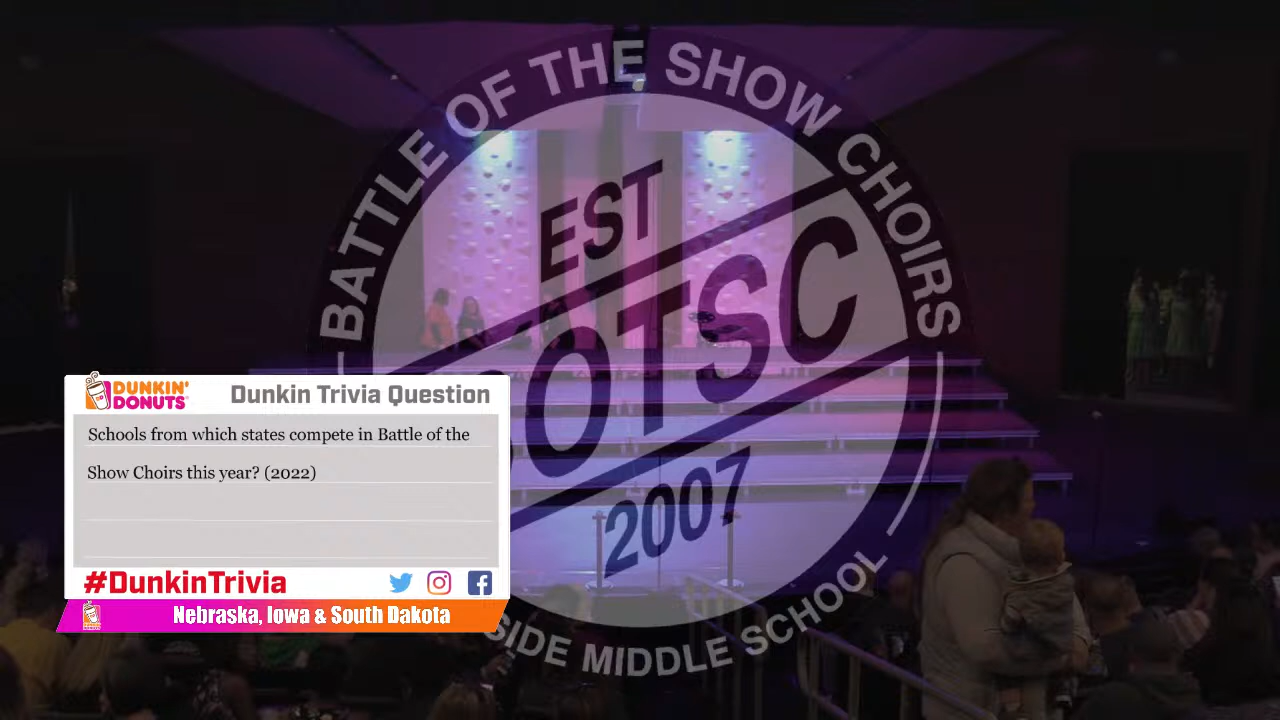 BATTLE OF THE SHOW CHOIRS
EST
OTSC
2007
SIDE MIDDLE SCHOOL
DUNKIN'
DONUTS
Dunkin Trivia Question
Schools from which states compete in Battle of the
Show Choirs this year? (2022)
#DunkinTrivia
Nebraska, Iowa & South Dakota